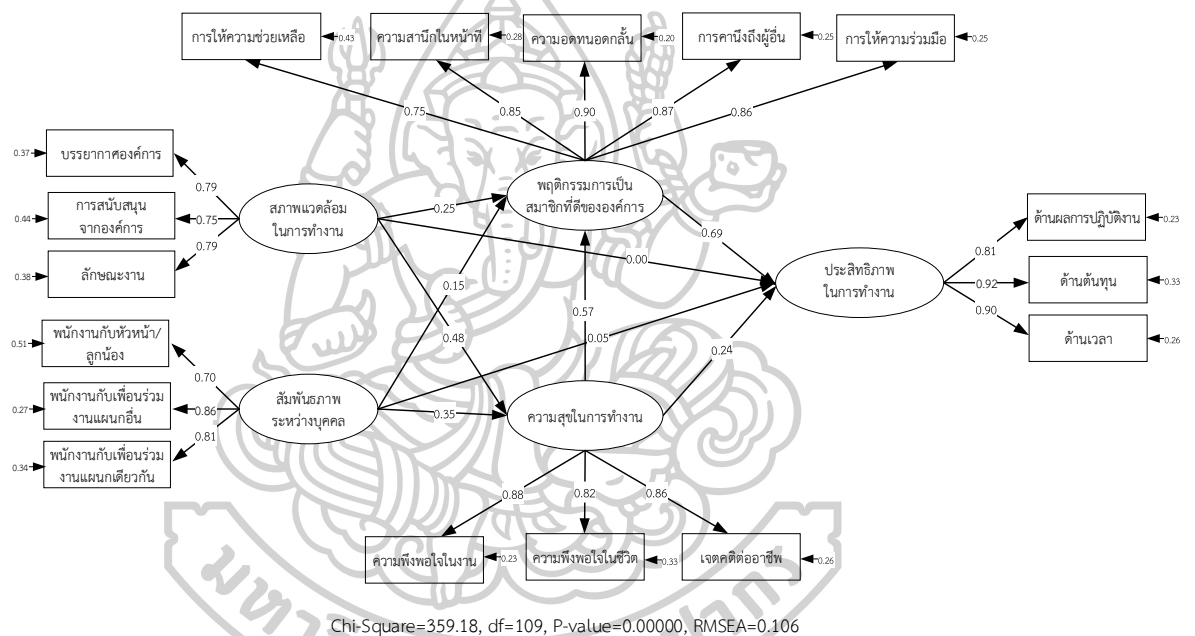 การให้ความช่วยเหลือ
0.43
ความสานึกในหน้าที่
0.28
ความอดทนอดกลั้น
0.20
การคานึงถึงผู้อื่น
0.25
การให้ความร่วมมือ
0.25
0.75
0.85
0.90
0.87
0.86
0.37
บรรยากาศองค์การ
0.79
0.44
การสนับสนุน
จากองค์การ
0.75
0.38
ลักษณะงาน
0.79
สภาพแวดล้อม
ในการทำงาน
พฤติกรรมการเป็น
สมาชิกที่ดีขององค์การ
0.25
0.69
0.00
0.15
0.57
0.48
0.05
0.24
0.35
ประสิทธิภาพ
ในการทำงาน
0.81
ด้านผลการปฏิบัติงาน
0.23
0.92
ด้านต้นทุน
0.33
0.90
ด้านเวลา
0.26
0.51
พนักงานกับหัวหน้า/
ลูกน้อง
0.70
0.27
พนักงานกับเพื่อนร่วม
งานแผนกอื่น
0.86
0.34
พนักงานกับเพื่อนร่วม
งานแผนกเดียวกัน
0.81
สัมพันธภาพ
ระหว่างบุคคล
ความสุขในการทำงาน
0.88
0.82
0.86
ความพึงพอใจในงาน
0.23
ความพึงพอใจในชีวิต
0.33
เจตคติต่ออาชีพ
0.26
Chi-Square=359.18, df=109, P-value=0.00000, RMSEA=0.106